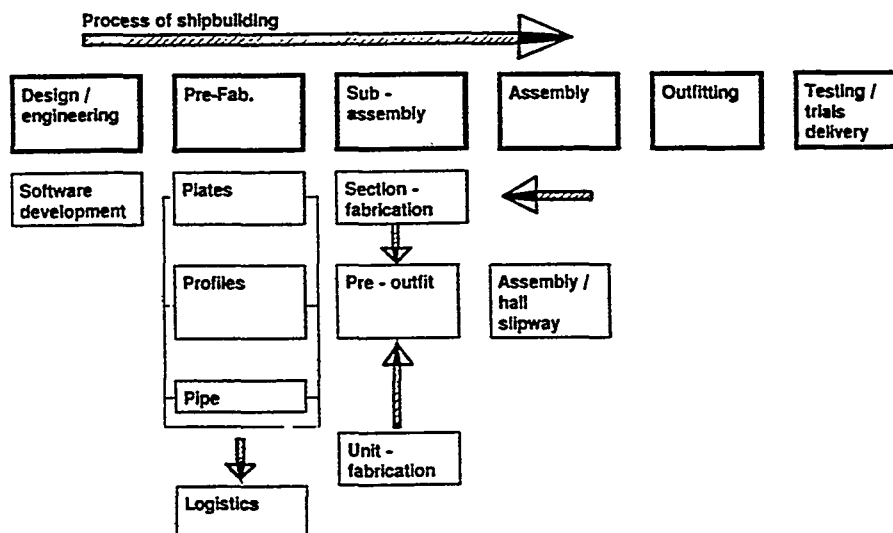 Process of shipbuilding
Design /
engineering
Pre-Fab.
Sub -
assembly
Assembly
Outfitting
Testing /
trials
delivery
Software
development
Plates
Section -
fabrication
Profiles
Pre - outfit
Assembly /
hall
slipway
Pipe
Unit -
fabrication
Logistics